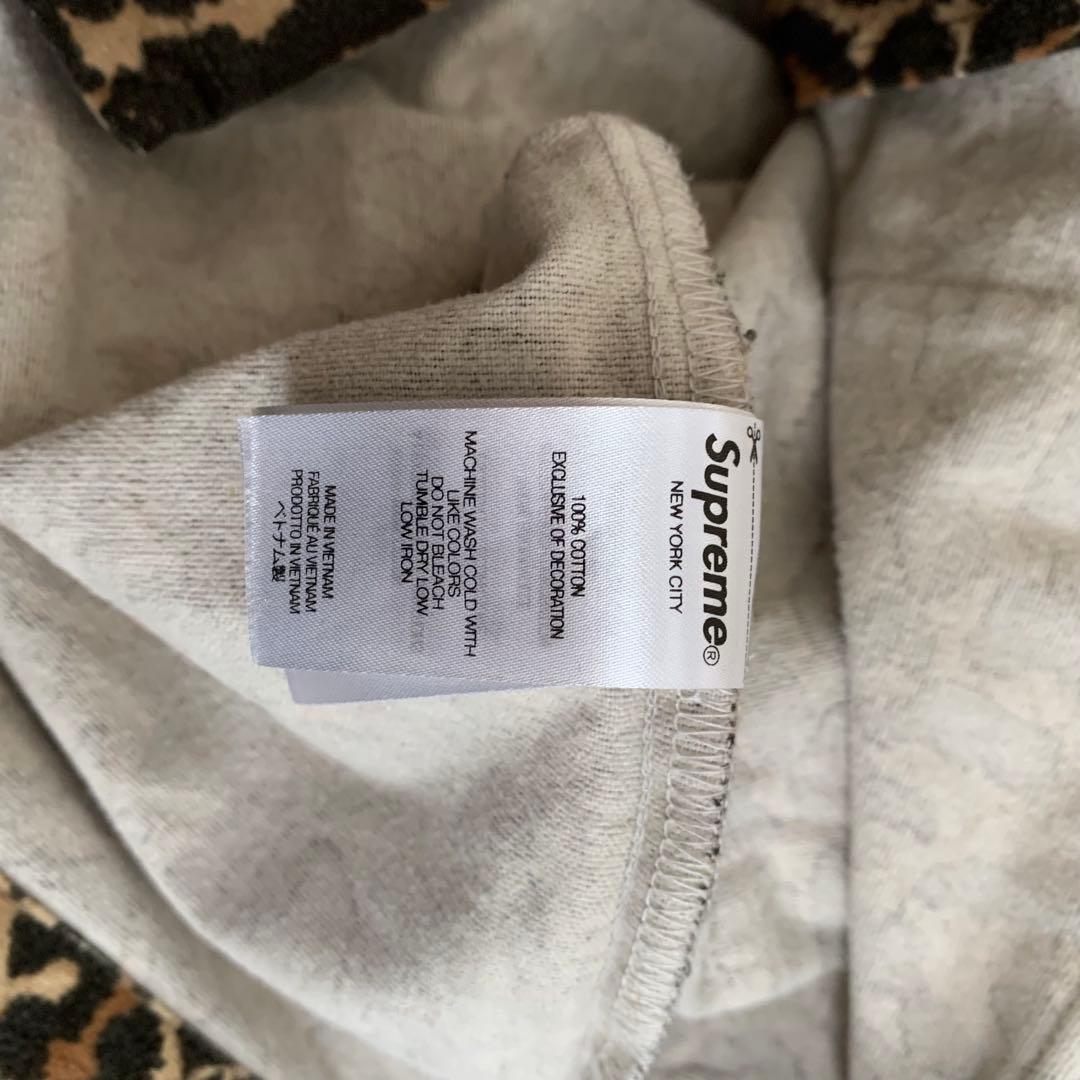 Supreme®
NEW YORK CITY
100% COTTON
EXCLUSIVE OF DECORATION
MACHINE WASH COLD WITH
LIKE COLORS
DO NOT BLEACH
TUMBLE DRY LOW
LOW IRON
MADE IN VIETNAM
FABRIQUÉ AU VIETNAM
PRODOTTO IN VIETNAM
ベトナム製